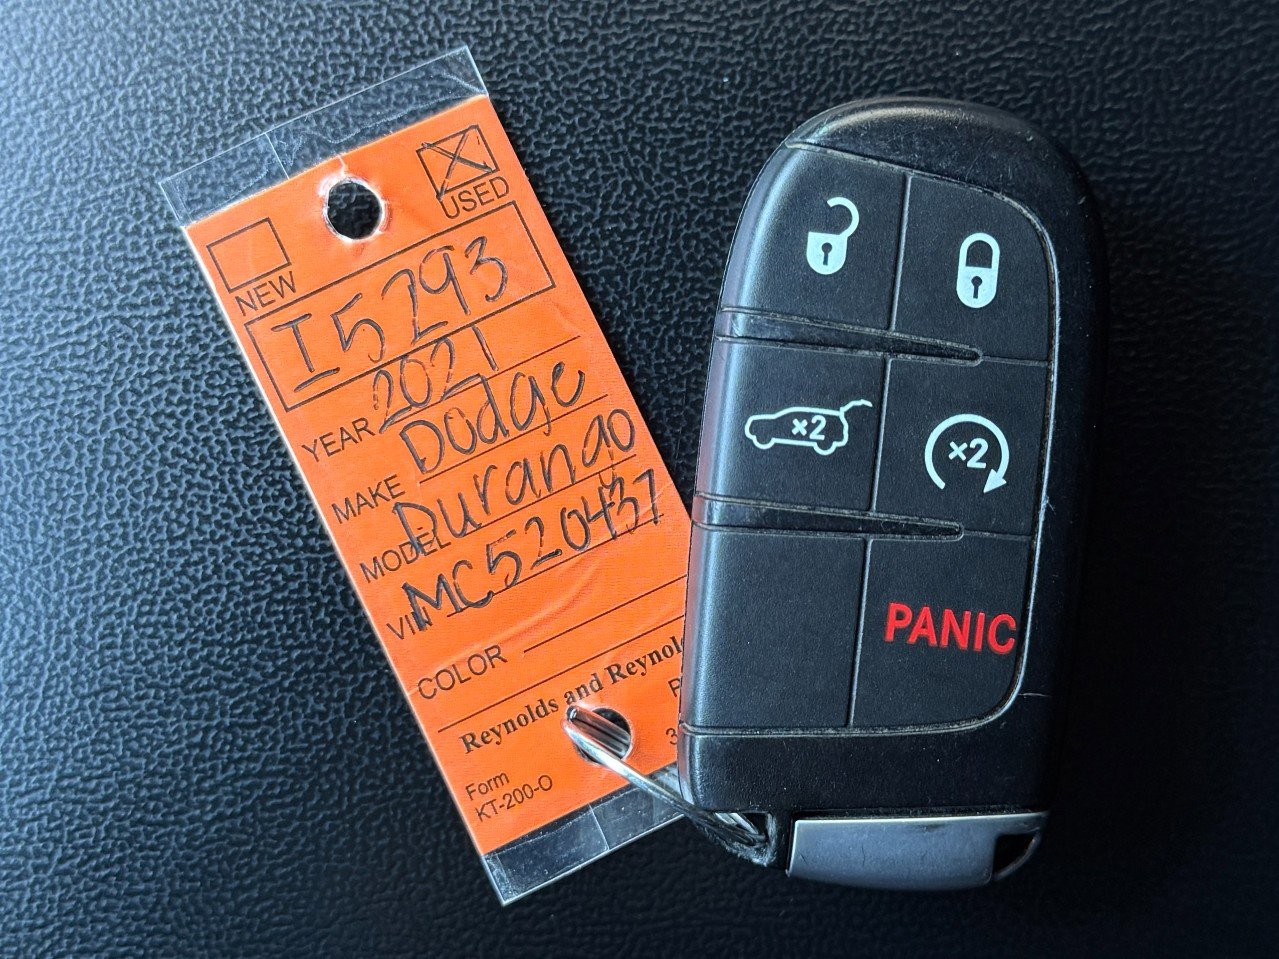 USED
NEW
I5293
YEAR 2021
MAKE Dodge
MODEL Durango
VIN MC520437
COLOR
Reynolds and Reynol
Form
KT-200-O
×2
×2
PANIC